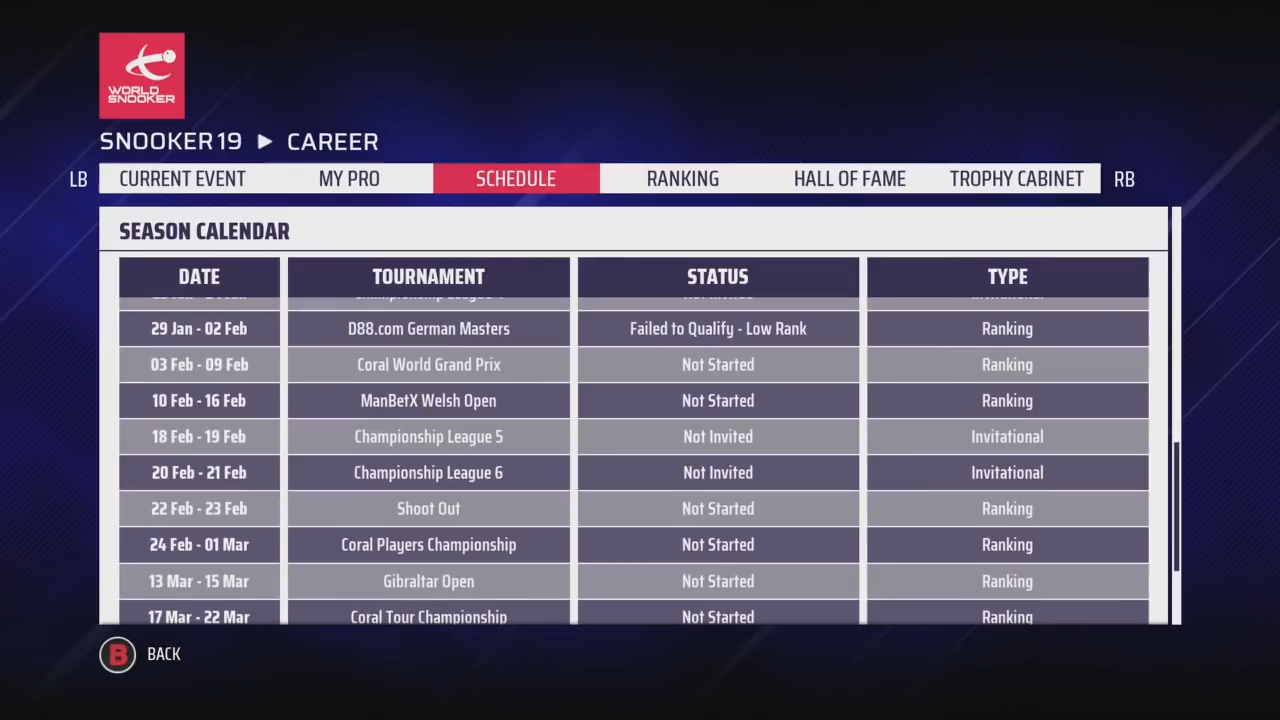 WORLD
SNOOKER
SNOOKER 19 ▶ CAREER
LB CURRENT EVENT MY PRO SCHEDULE RANKING HALL OF FAME TROPHY CABINET RB
SEASON CALENDAR
DATE TOURNAMENT STATUS TYPE
29 Jan - 02 Feb D88.com German Masters Failed to Qualify - Low Rank Ranking
03 Feb - 09 Feb Coral World Grand Prix Not Started Ranking
10 Feb - 16 Feb ManBetX Welsh Open Not Started Ranking
18 Feb - 19 Feb Championship League 5 Not Invited Invitational
20 Feb - 21 Feb Championship League 6 Not Invited Invitational
22 Feb - 23 Feb Shoot Out Not Started Ranking
24 Feb - 01 Mar Coral Players Championship Not Started Ranking
13 Mar - 15 Mar Gibraltar Open Not Started Ranking
17 Mar - 22 Mar Coral Tour Championship Not Started Ranking
B BACK